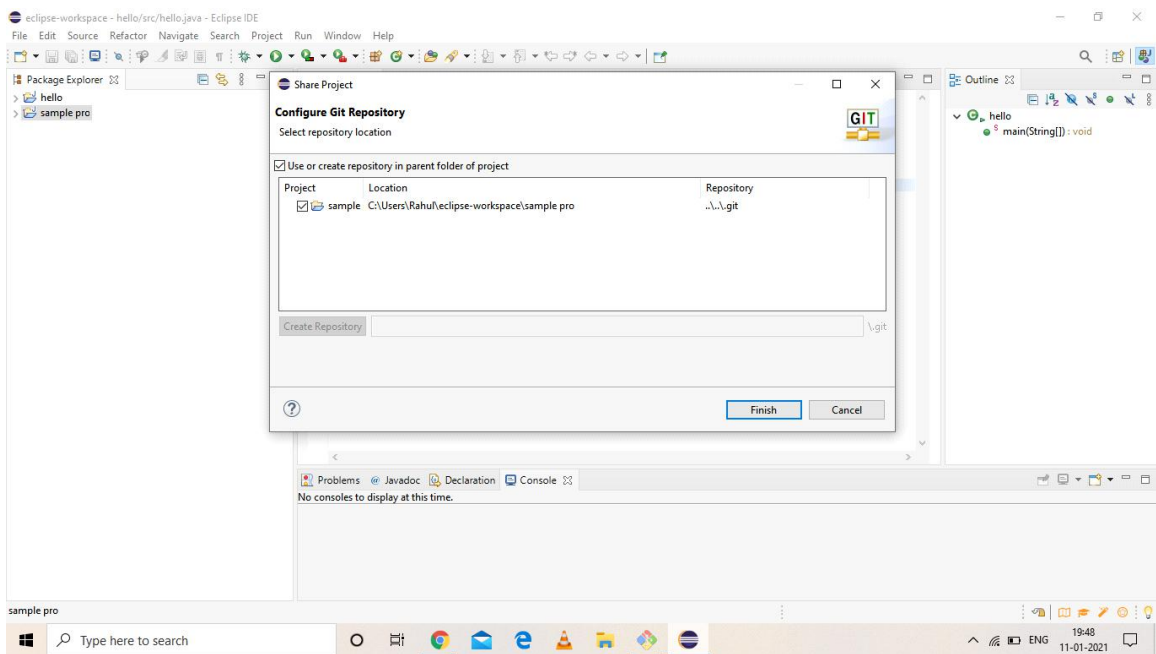 eclipse-workspace - hello/src/hello.java - Eclipse IDE
File Edit Source Refactor Navigate Search Project Run Window Help
Package Explorer
hello
sample pro
Share Project
Configure Git Repository
Select repository location
GIT
Use or create repository in parent folder of project
Project Location Repository
sample C:\Users\Rahul\eclipse-workspace\sample pro ..\..\.git
Create Repository \.git
Finish Cancel
Outline
hello
main(String[]) : void
Problems Javadoc Declaration Console
No consoles to display at this time.
sample pro
Type here to search
ENG
19:48
11-01-2021